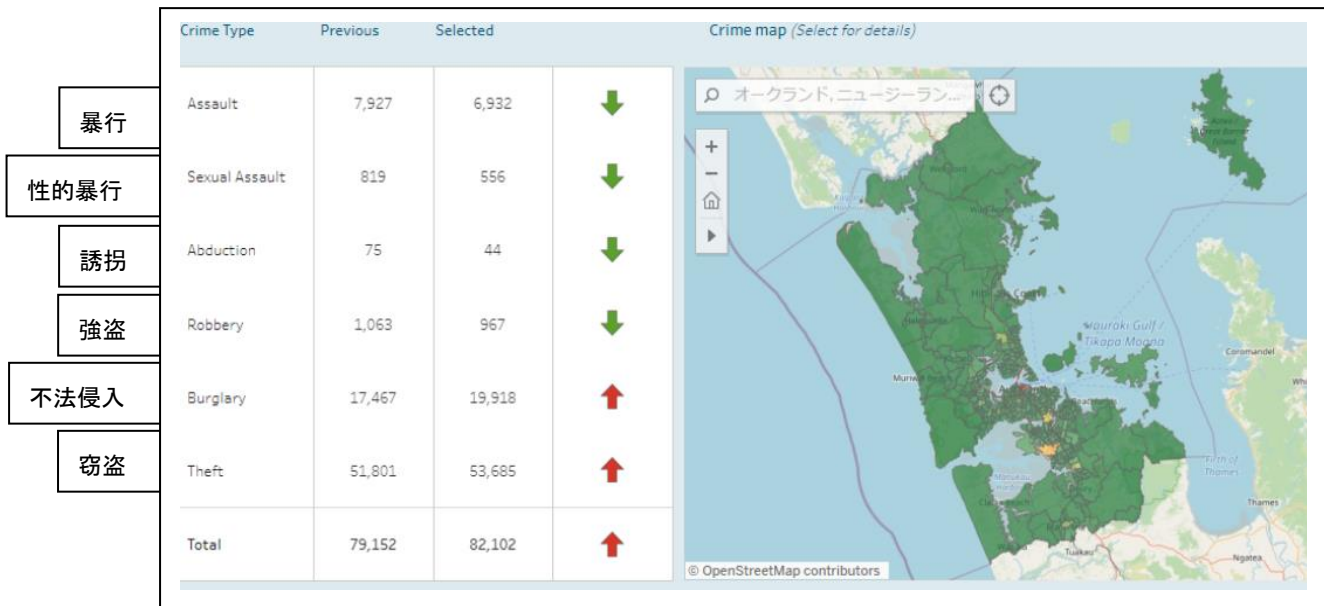 Crime Type Previous Selected
暴行 Assault 7,927 6,932
性的暴行 Sexual Assault 819 556
誘拐 Abduction 75 44
強盗 Robbery 1,063 967
不法侵入 Burglary 17,467 19,918
窃盗 Theft 51,801 53,685
Total 79,152 82,102
Crime map (Select for details)
オークランド, ニュージーラン...
Hauraki Gulf /
Tikapa Moana
Coromandel
Firth of
Thames
Thames
Ngatea
Tuakau
© OpenStreetMap contributors